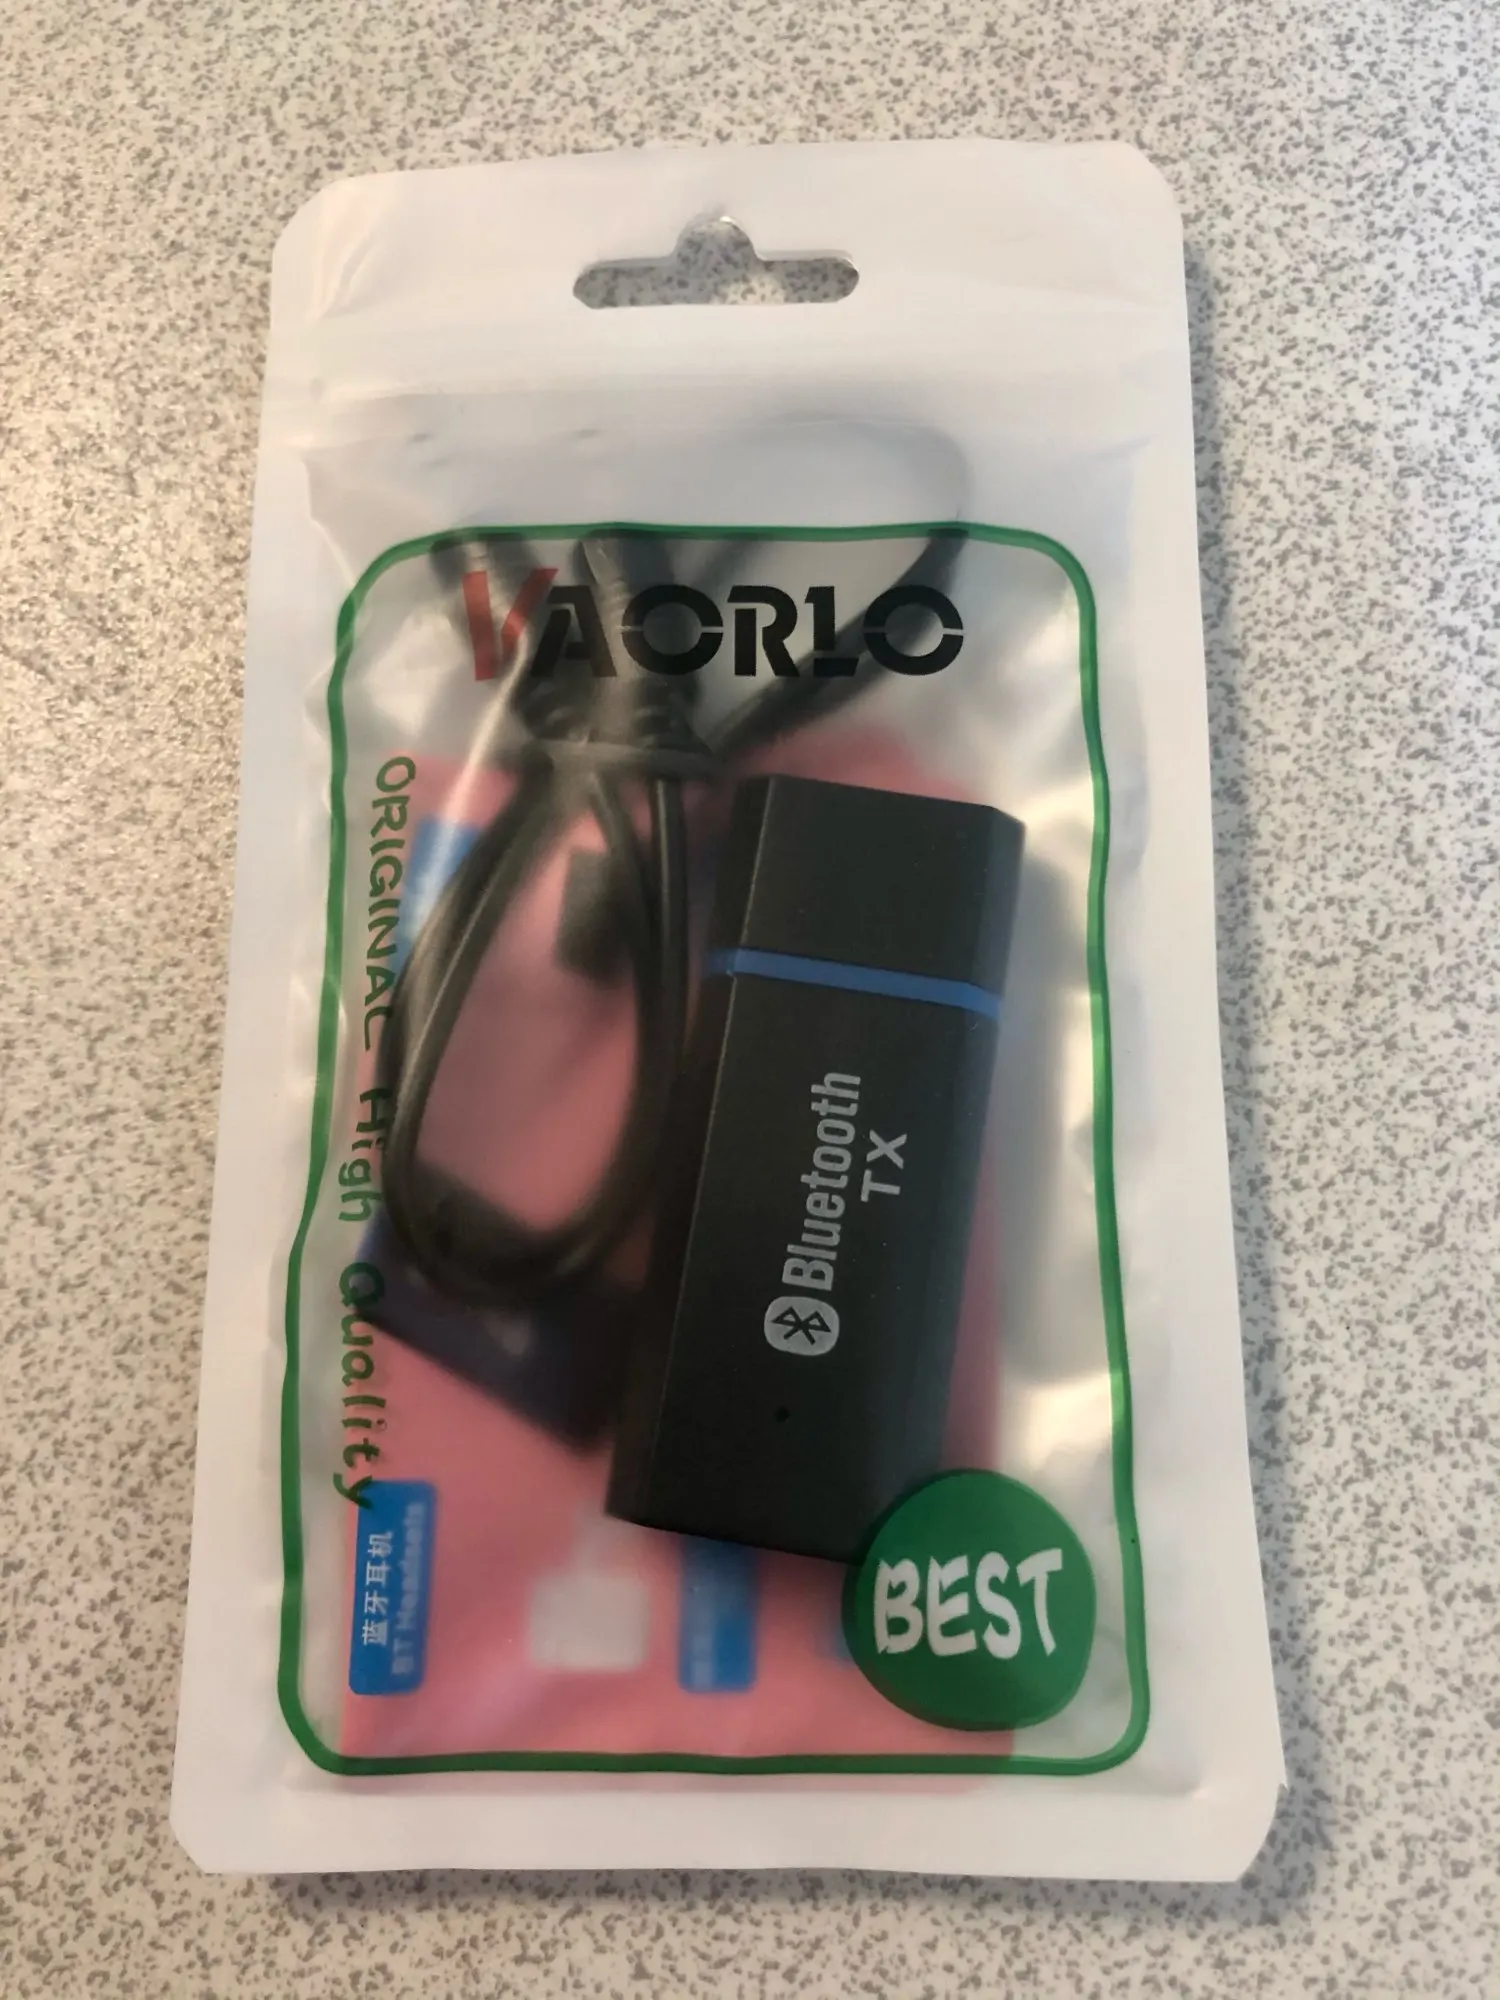 VAORLO
ORIGINAL High Quality
Bluetooth
TX
蓝牙耳机
BT Headsets
BEST